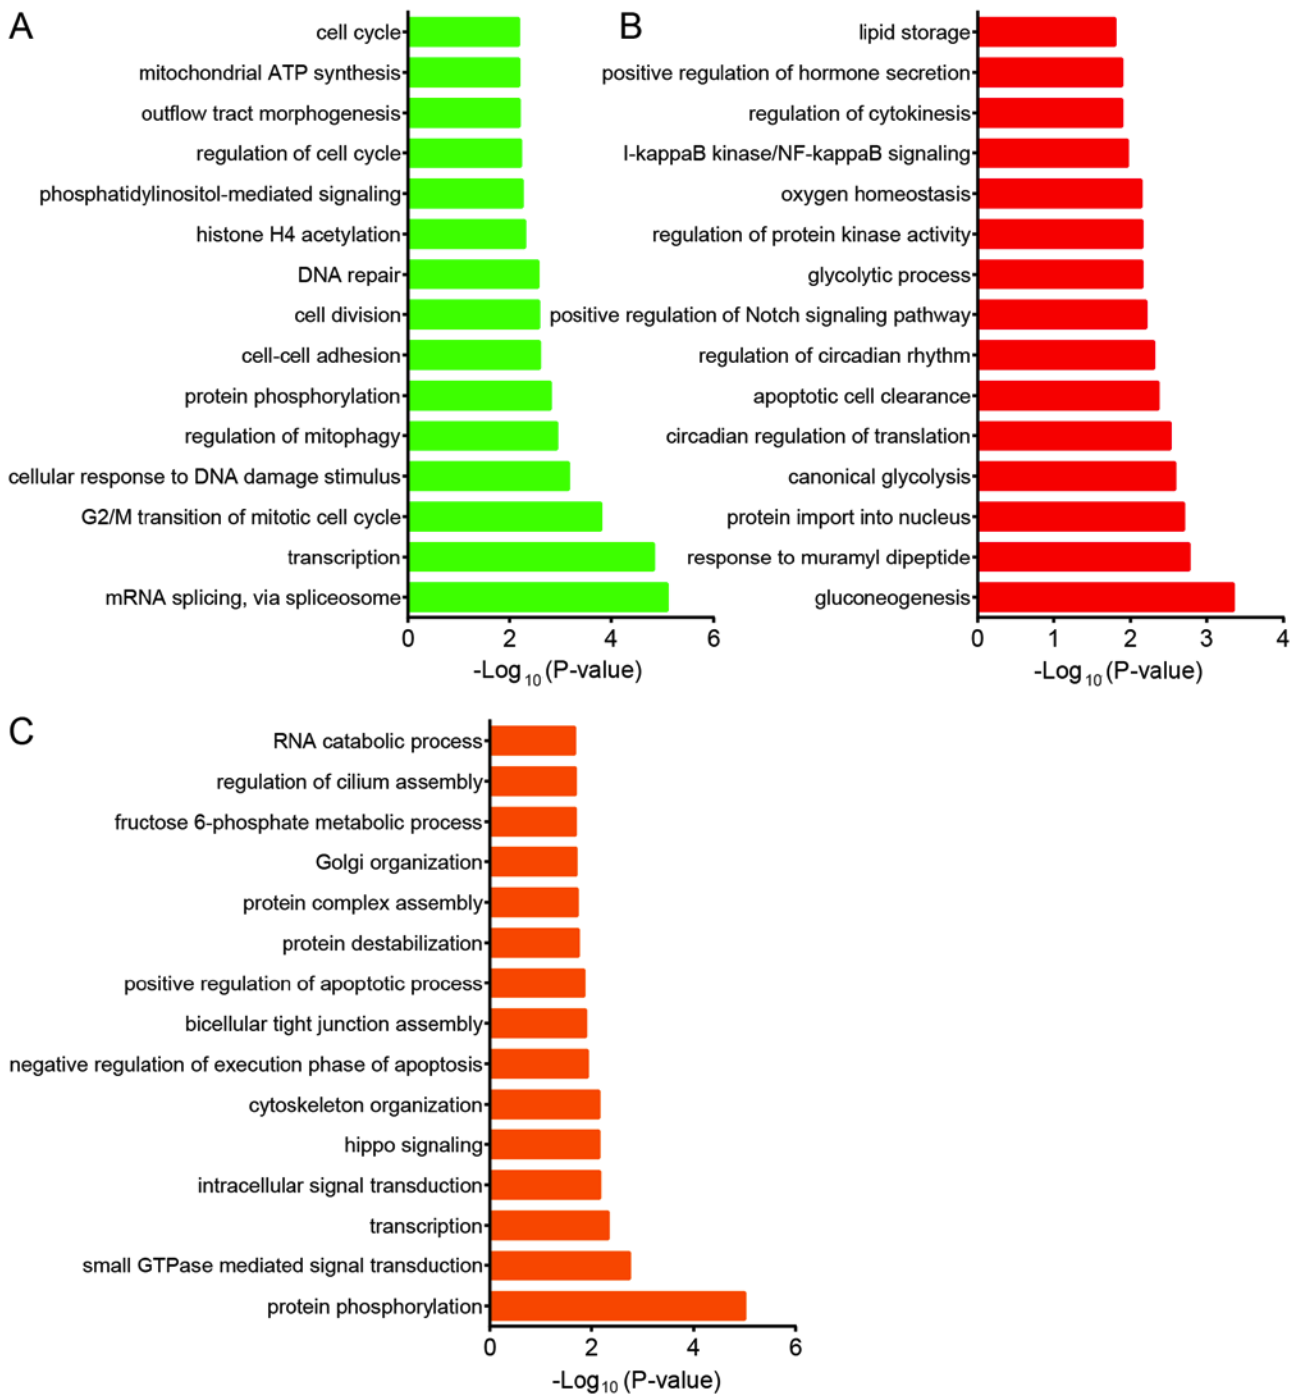 A
cell cycle
mitochondrial ATP synthesis
outflow tract morphogenesis
regulation of cell cycle
phosphatidylinositol-mediated signaling
histone H4 acetylation
DNA repair
cell division
cell-cell adhesion
protein phosphorylation
regulation of mitophagy
cellular response to DNA damage stimulus
G2/M transition of mitotic cell cycle
transcription
mRNA splicing, via spliceosome
0 2 4 6
-Log10 (P-value)
B
lipid storage
positive regulation of hormone secretion
regulation of cytokinesis
I-kappaB kinase/NF-kappaB signaling
oxygen homeostasis
regulation of protein kinase activity
glycolytic process
positive regulation of Notch signaling pathway
regulation of circadian rhythm
apoptotic cell clearance
circadian regulation of translation
canonical glycolysis
protein import into nucleus
response to muramyl dipeptide
gluconeogenesis
0 1 2 3 4
-Log10 (P-value)
C
RNA catabolic process
regulation of cilium assembly
fructose 6-phosphate metabolic process
Golgi organization
protein complex assembly
protein destabilization
positive regulation of apoptotic process
bicellular tight junction assembly
negative regulation of execution phase of apoptosis
cytoskeleton organization
hippo signaling
intracellular signal transduction
transcription
small GTPase mediated signal transduction
protein phosphorylation
0 2 4 6
-Log10 (P-value)